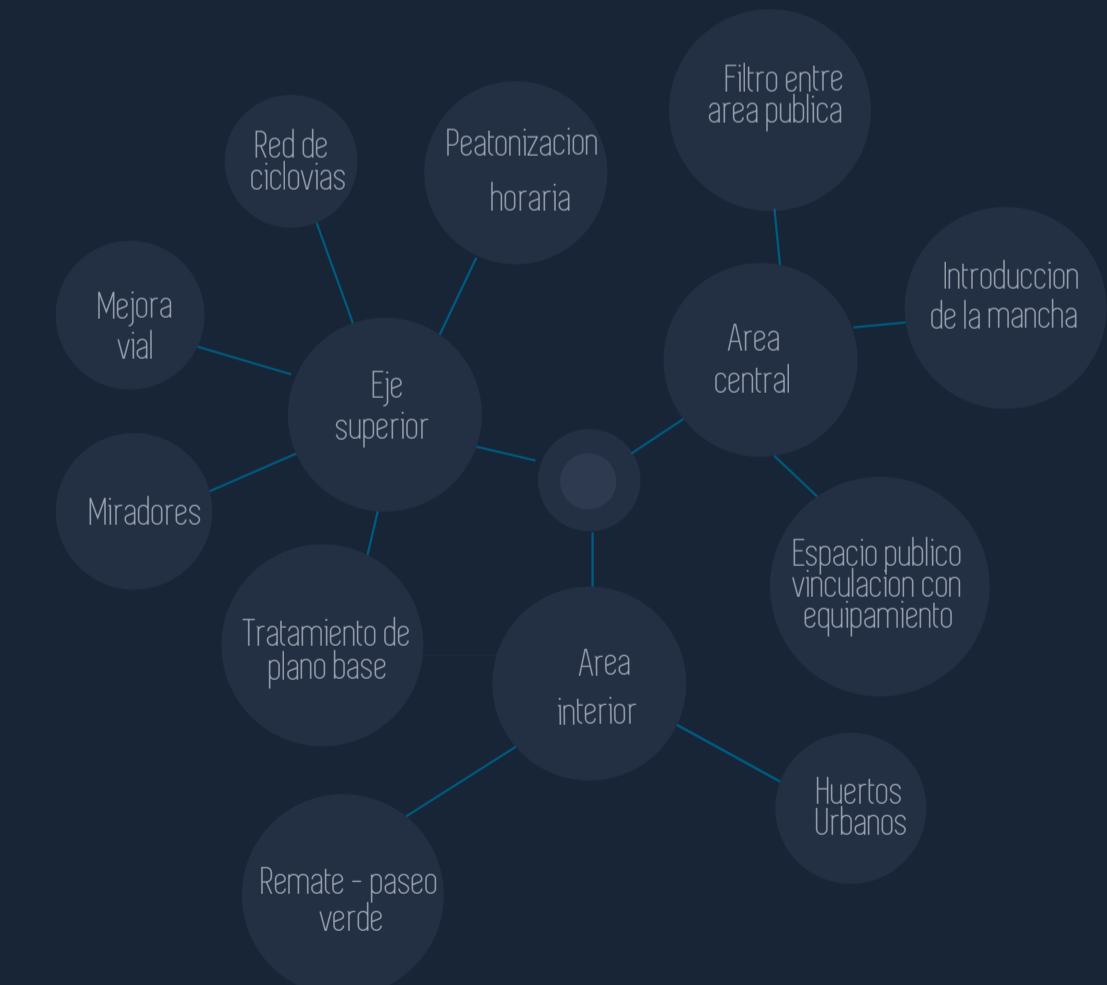 Filtro entre
area publica
Red de
ciclovias
Peatonizacion
horaria
Mejora
vial
Introduccion
de la mancha
Area
central
Eje
superior
Miradores
Espacio publico
vinculacion con
equipamiento
Tratamiento de
plano base
Area
interior
Huertos
Urbanos
Remate - paseo
verde